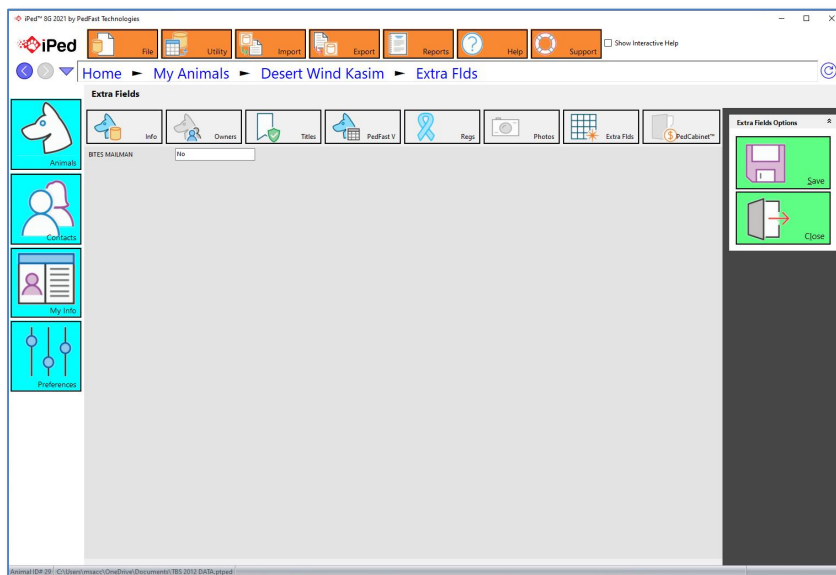 iPed™ 8G 2021 by PedFast Technologies
iPed
File
Utility
Import
Export
Reports
Help
Support
Show Interactive Help
Home ► My Animals ► Desert Wind Kasim ► Extra Flds
Extra Fields
Info
Owners
Titles
PedFast V
Regs
Photos
Extra Flds
PedCabinet™
Extra Fields Options
BITES MAILMAN
No
Save
Close
Animals
Contacts
My Info
Preferences
Animal ID# 29 C:\Users\msacc\OneDrive\Documents\TBS 2012 DATA.ptped